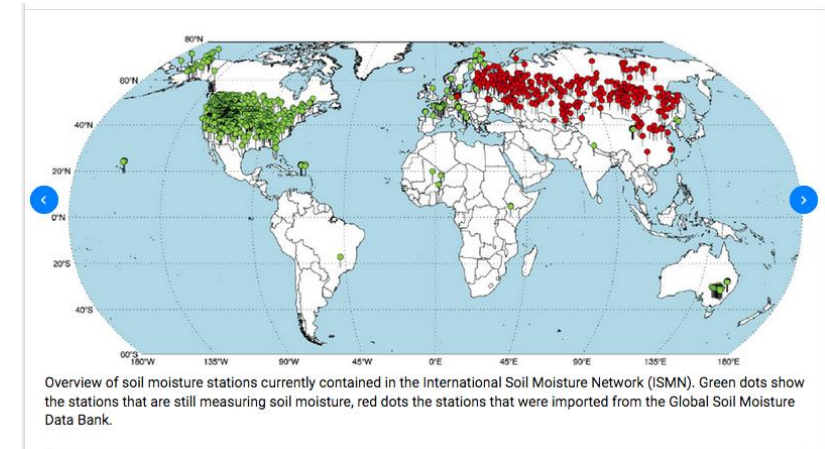 80°N
60°N
40°N
20°N
0°N
20°S
40°S
60°S
180°W 135°W 90°W 45°W 0°E 45°E 90°E 135°E 180°E
Overview of soil moisture stations currently contained in the International Soil Moisture Network (ISMN). Green dots show
the stations that are still measuring soil moisture, red dots the stations that were imported from the Global Soil Moisture
Data Bank.